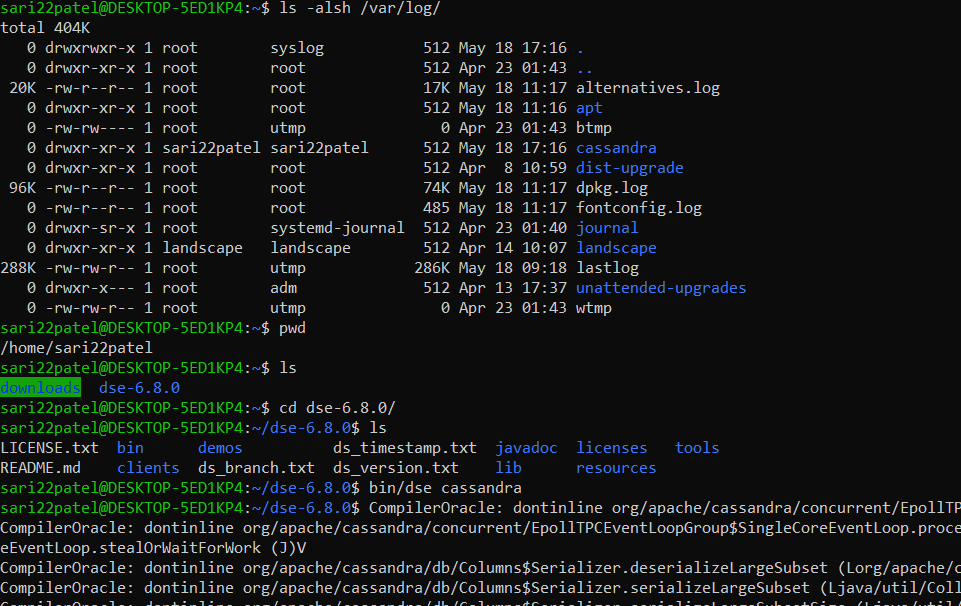 sari22patel@DESKTOP-5ED1KP4:~$ ls -alsh /var/log/
total 404K
   0 drwxrwxr-x 1 root        syslog           512 May 18 17:16 .
   0 drwxr-xr-x 1 root        root             512 Apr 23 01:43 ..
 20K -rw-r--r-- 1 root        root             17K May 18 11:17 alternatives.log
   0 drwxr-xr-x 1 root        root             512 May 18 11:16 apt
   0 -rw-rw---- 1 root        utmp               0 Apr 23 01:43 btmp
   0 drwxr-xr-x 1 sari22patel sari22patel      512 May 18 17:16 cassandra
   0 drwxr-xr-x 1 root        root             512 Apr  8 10:59 dist-upgrade
 96K -rw-r--r-- 1 root        root             74K May 18 11:17 dpkg.log
   0 -rw-r--r-- 1 root        root             485 May 18 11:17 fontconfig.log
   0 drwxr-sr-x 1 root        systemd-journal  512 Apr 23 01:40 journal
   0 drwxr-xr-x 1 landscape   landscape        512 Apr 14 10:07 landscape
288K -rw-rw-r-- 1 root        utmp            286K May 18 09:18 lastlog
   0 drwxr-x--- 1 root        adm              512 Apr 13 17:37 unattended-upgrades
   0 -rw-rw-r-- 1 root        utmp               0 Apr 23 01:43 wtmp
sari22patel@DESKTOP-5ED1KP4:~$ pwd
/home/sari22patel
sari22patel@DESKTOP-5ED1KP4:~$ ls
downloads  dse-6.8.0
sari22patel@DESKTOP-5ED1KP4:~$ cd dse-6.8.0/
sari22patel@DESKTOP-5ED1KP4:~/dse-6.8.0$ ls
LICENSE.txt  bin      demos          ds_timestamp.txt  javadoc  licenses   tools
README.md    clients  ds_branch.txt  ds_version.txt    lib      resources
sari22patel@DESKTOP-5ED1KP4:~/dse-6.8.0$ bin/dse cassandra
sari22patel@DESKTOP-5ED1KP4:~/dse-6.8.0$ CompilerOracle: dontinline org/apache/cassandra/concurrent/EpollTP
CompilerOracle: dontinline org/apache/cassandra/concurrent/EpollTPCEventLoopGroup$SingleCoreEventLoop.proce
eEventLoop.stealOrWaitForWork (J)V
CompilerOracle: dontinline org/apache/cassandra/db/Columns$Serializer.deserializeLargeSubset (Lorg/apache/c
CompilerOracle: dontinline org/apache/cassandra/db/Columns$Serializer.serializeLargeSubset (Ljava/util/Coll
CompilerOracle: dontinline org/apache/cassandra/db/Columns$Serializer.serializeLargeSubsetSize (Ljava/util/